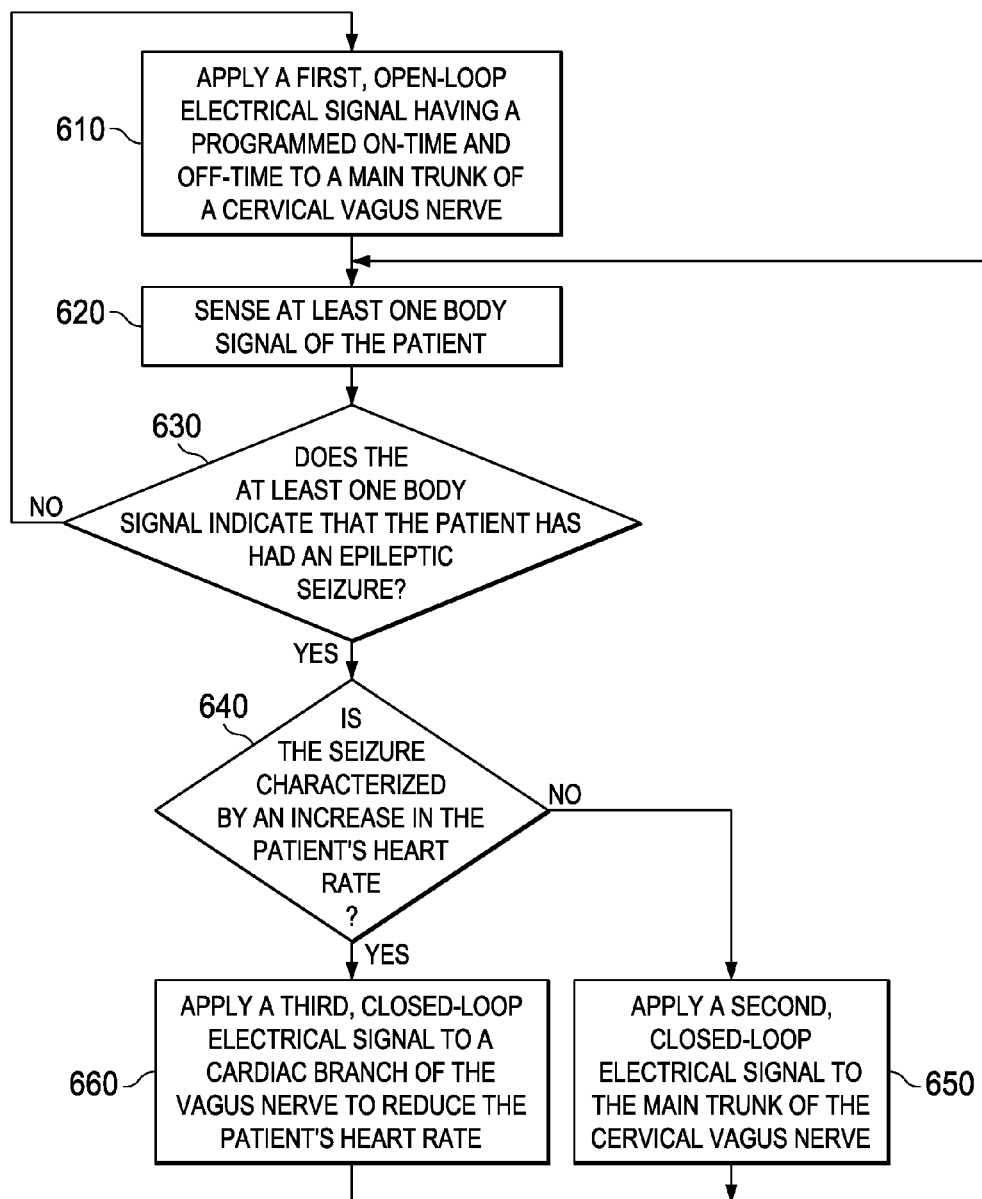 APPLY A FIRST, OPEN-LOOP
ELECTRICAL SIGNAL HAVING A
PROGRAMMED ON-TIME AND
OFF-TIME TO A MAIN TRUNK OF
A CERVICAL VAGUS NERVE
610
SENSE AT LEAST ONE BODY
SIGNAL OF THE PATIENT
620
630
DOES THE
AT LEAST ONE BODY
SIGNAL INDICATE THAT THE PATIENT HAS
HAD AN EPILEPTIC
SEIZURE?
NO
YES
640
IS
THE SEIZURE
CHARACTERIZED
BY AN INCREASE IN THE
PATIENT'S HEART
RATE
?
NO
YES
APPLY A THIRD, CLOSED-LOOP
ELECTRICAL SIGNAL TO A
CARDIAC BRANCH OF THE
VAGUS NERVE TO REDUCE THE
PATIENT'S HEART RATE
660
APPLY A SECOND,
CLOSED-LOOP
ELECTRICAL SIGNAL TO
THE MAIN TRUNK OF THE
CERVICAL VAGUS NERVE
650